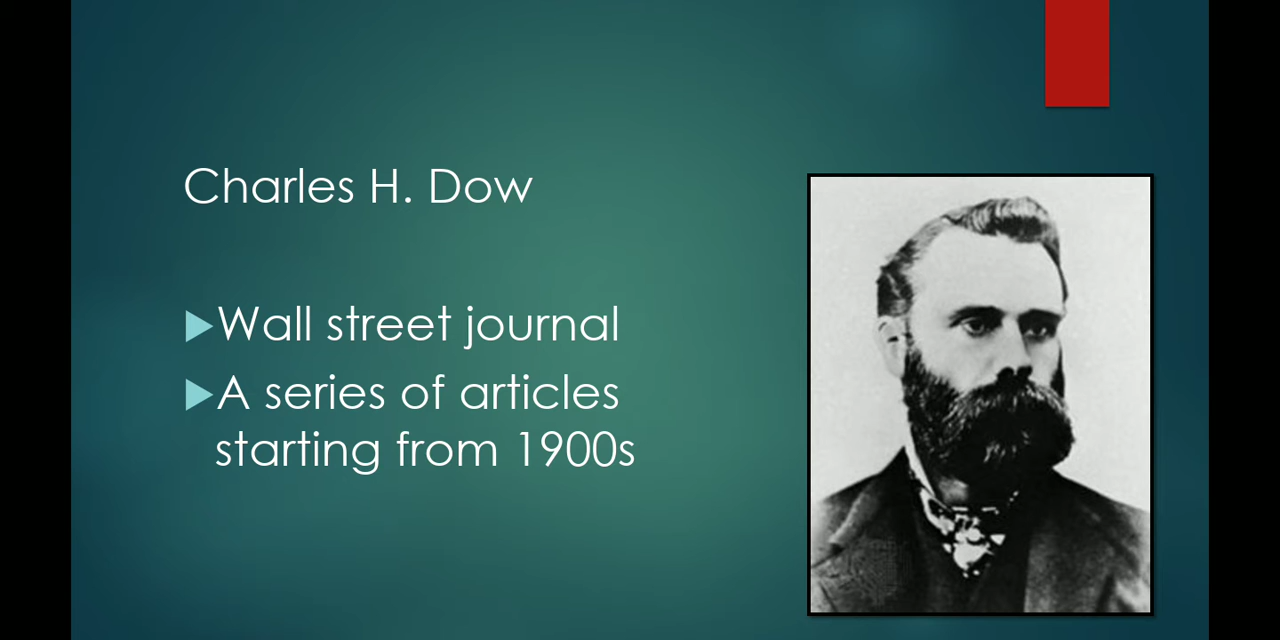 Charles H. Dow
Wall street journal
A series of articles
starting from 1900s